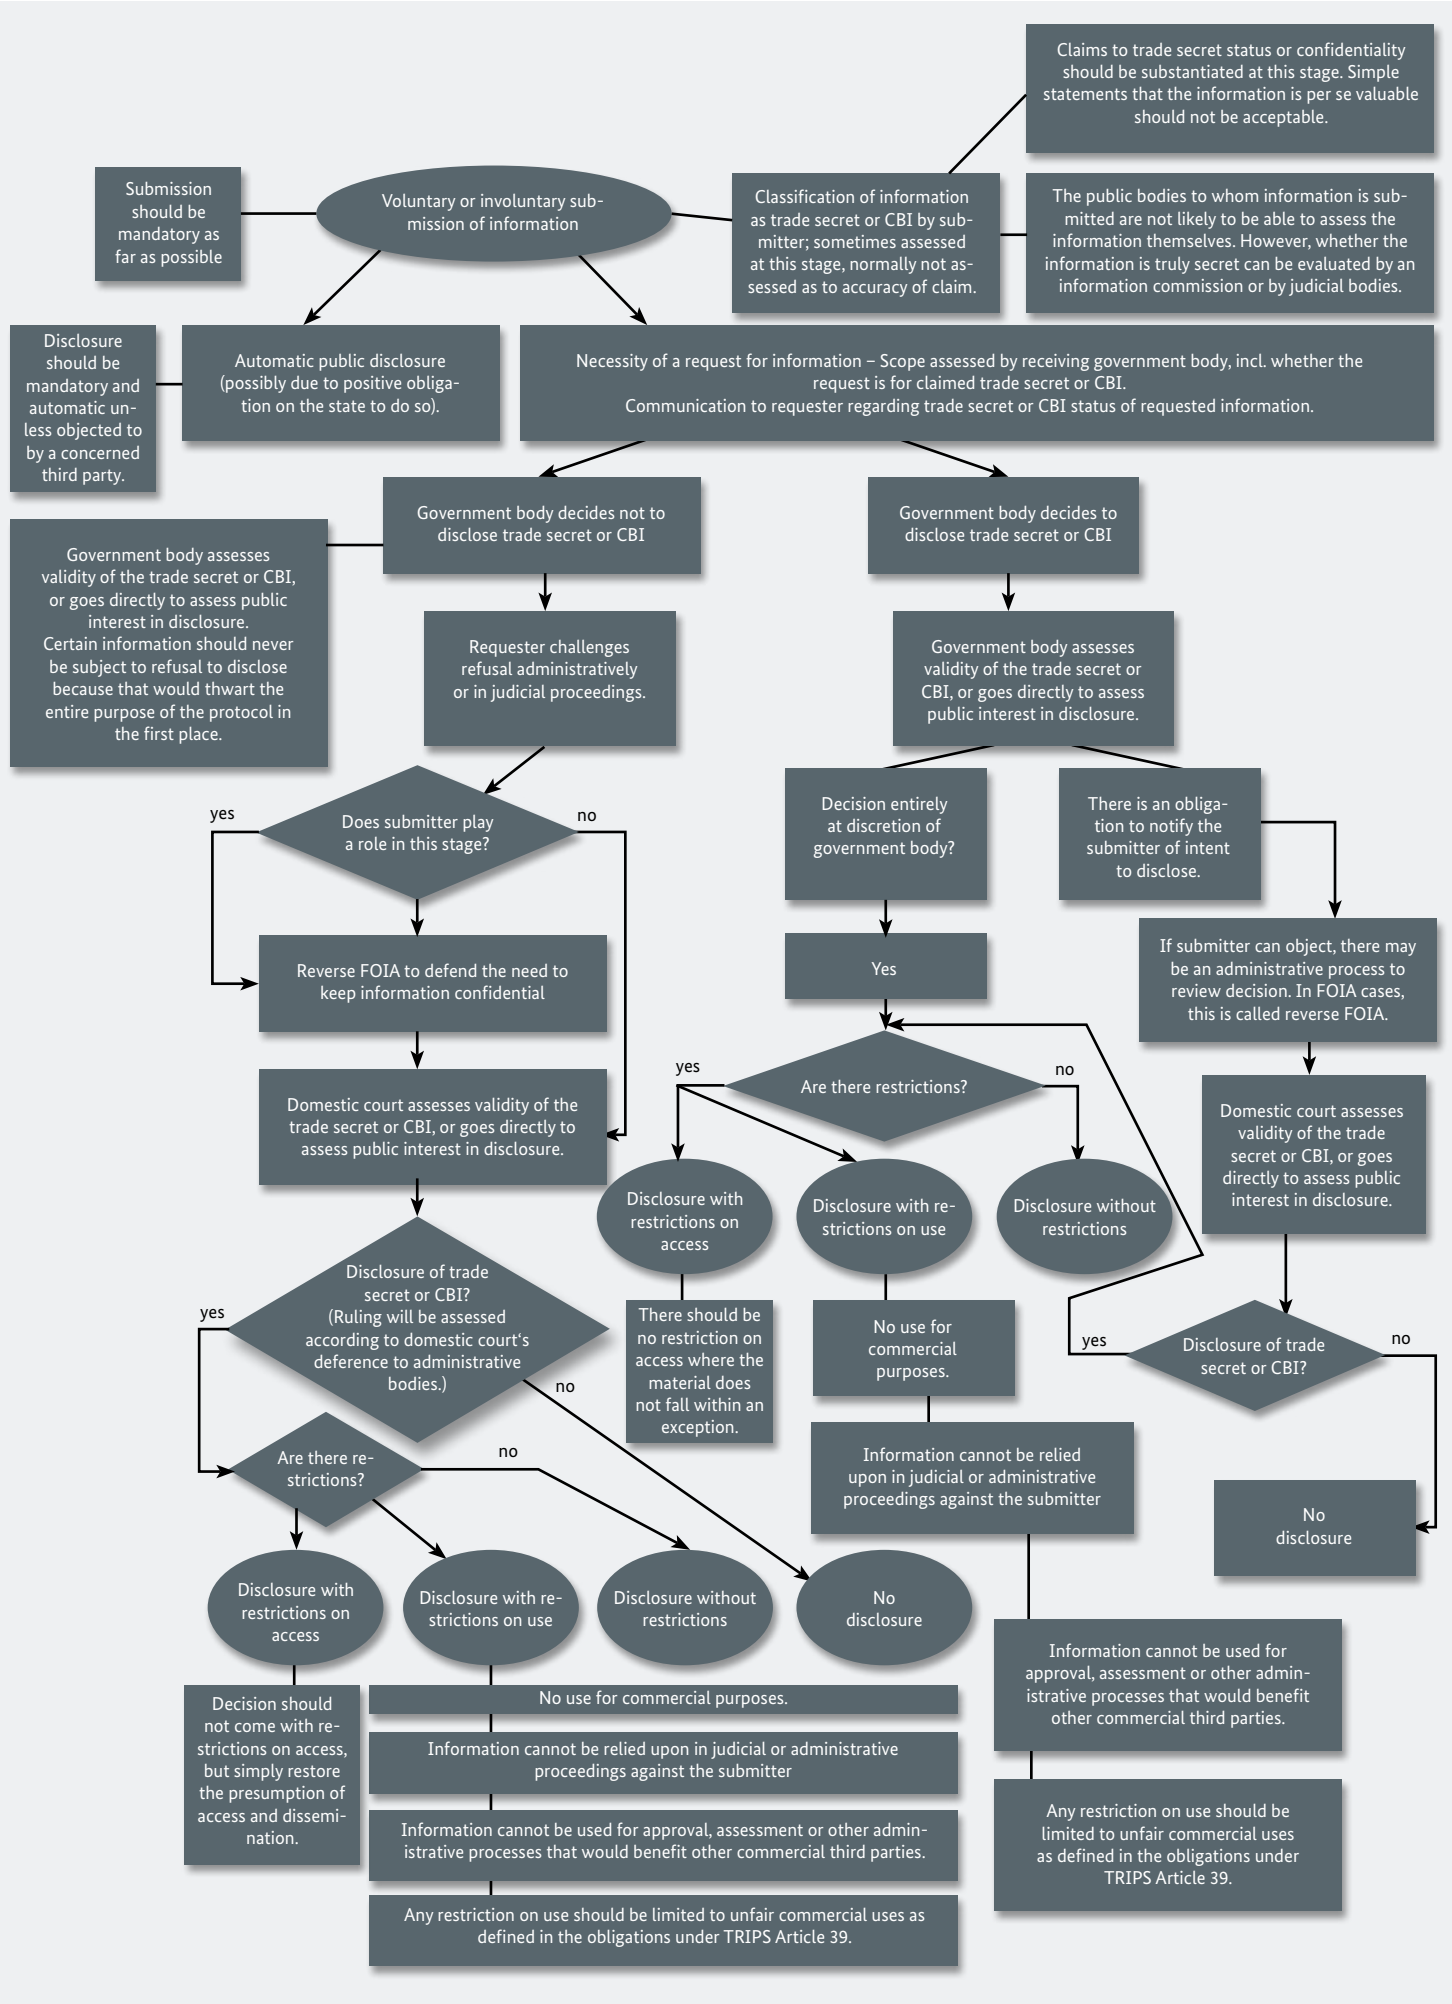 Claims to trade secret status or confidentiality
should be substantiated at this stage. Simple
statements that the information is per se valuable
should not be acceptable.
Submission
should be
mandatory as
far as possible
Voluntary or involuntary sub-
mission of information
Classification of information
as trade secret or CBI by sub-
mitter; sometimes assessed
at this stage, normally not as-
sessed as to accuracy of claim.
The public bodies to whom information is sub-
mitted are not likely to be able to assess the
information themselves. However, whether the
information is truly secret can be evaluated by an
information commission or by judicial bodies.
Disclosure
should be
mandatory and
automatic un-
less objected to
by a concerned
third party.
Automatic public disclosure
(possibly due to positive obliga-
tion on the state to do so).
Necessity of a request for information – Scope assessed by receiving government body, incl. whether the
request is for claimed trade secret or CBI.
Communication to requester regarding trade secret or CBI status of requested information.
Government body decides not to
disclose trade secret or CBI
Government body decides to
disclose trade secret or CBI
Government body assesses
validity of the trade secret or CBI,
or goes directly to assess public
interest in disclosure.
Certain information should never
be subject to refusal to disclose
because that would thwart the
entire purpose of the protocol in
the first place.
Requester challenges
refusal administratively
or in judicial proceedings.
Government body assesses
validity of the trade secret or
CBI, or goes directly to assess
public interest in disclosure.
yes
Does submitter play
a role in this stage?
no
Decision entirely
at discretion of
government body?
There is an obliga-
tion to notify the
submitter of intent
to disclose.
Reverse FOIA to defend the need to
keep information confidential
Yes
If submitter can object, there may
be an administrative process to
review decision. In FOIA cases,
this is called reverse FOIA.
Domestic court assesses validity of the
trade secret or CBI, or goes directly to
assess public interest in disclosure.
yes
Are there restrictions?
no
Domestic court assesses
validity of the trade
secret or CBI, or goes
directly to assess public
interest in disclosure.
Disclosure with
restrictions on
access
Disclosure with re-
strictions on use
Disclosure without
restrictions
yes
Disclosure of trade
secret or CBI?
(Ruling will be assessed
according to domestic court‘s
deference to administrative
bodies.)
no
There should be
no restriction on
access where the
material does
not fall within an
exception.
No use for
commercial
purposes.
yes
Disclosure of trade
secret or CBI?
no
Are there re-
strictions?
no
Information cannot be relied
upon in judicial or administrative
proceedings against the submitter
No
disclosure
Disclosure with
restrictions on
access
Disclosure with re-
strictions on use
Disclosure without
restrictions
No
disclosure
Information cannot be used for
approval, assessment or other admin-
istrative processes that would benefit
other commercial third parties.
Decision should
not come with re-
strictions on access,
but simply restore
the presumption of
access and dissemi-
nation.
No use for commercial purposes.
Information cannot be relied upon in judicial or administrative
proceedings against the submitter
Information cannot be used for approval, assessment or other admin-
istrative processes that would benefit other commercial third parties.
Any restriction on use should be limited to unfair commercial uses as
defined in the obligations under TRIPS Article 39.
Any restriction on use should be
limited to unfair commercial uses
as defined in the obligations under
TRIPS Article 39.